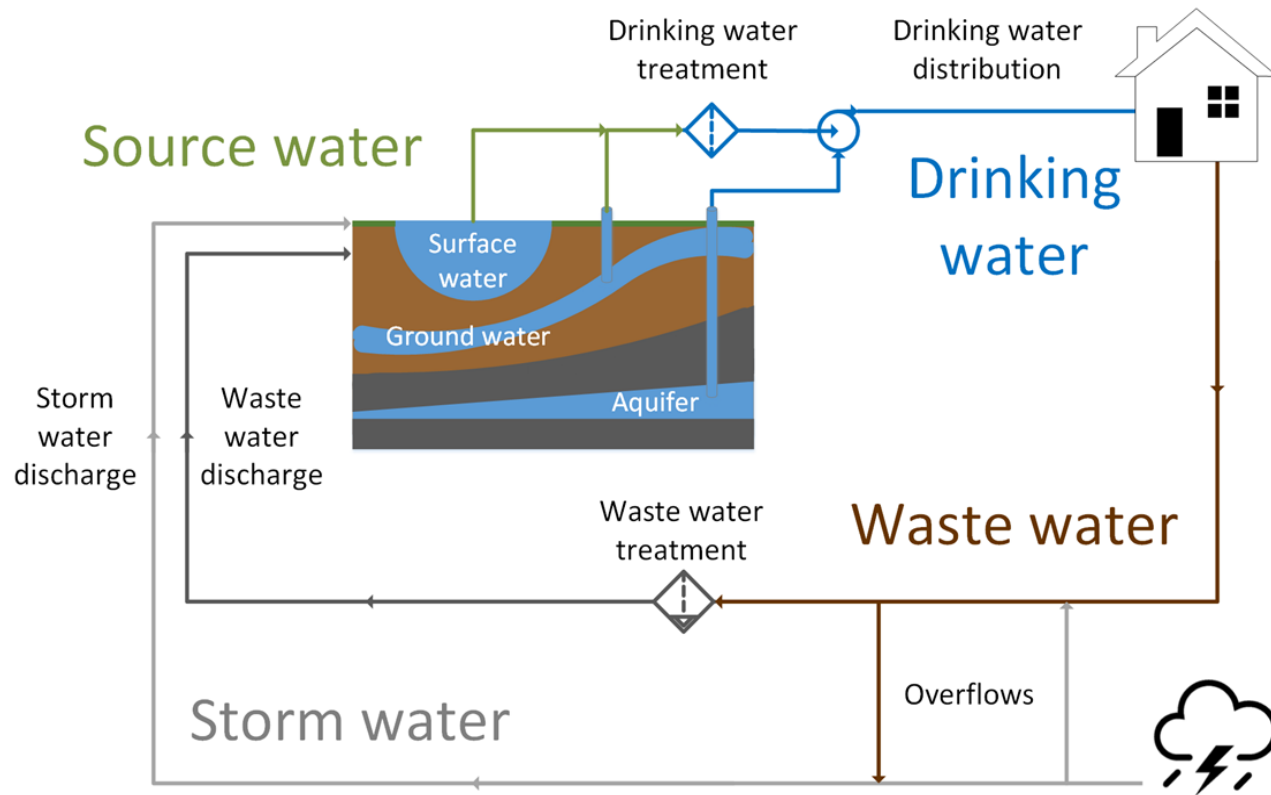 Drinking water
treatment
Drinking water
distribution
Source water
Drinking
water
Surface
water
Ground water
Aquifer
Storm
water
discharge
Waste
water
discharge
Waste water
treatment
Waste water
Overflows
Storm water